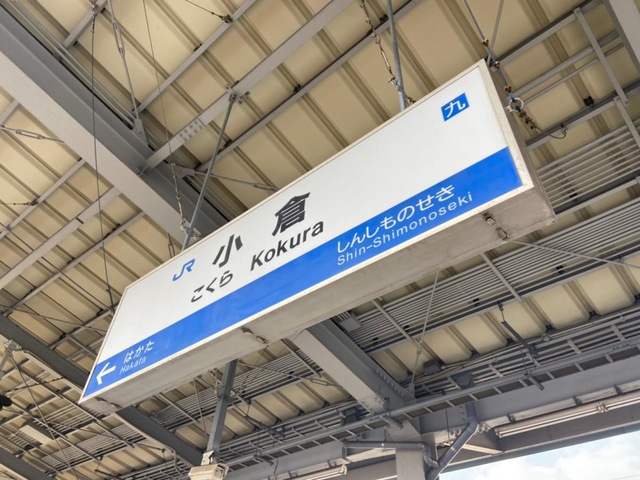 九
JR 小倉
こくら Kokura
しんしものせき
Shin-Shimonoseki
← はかた
Hakata